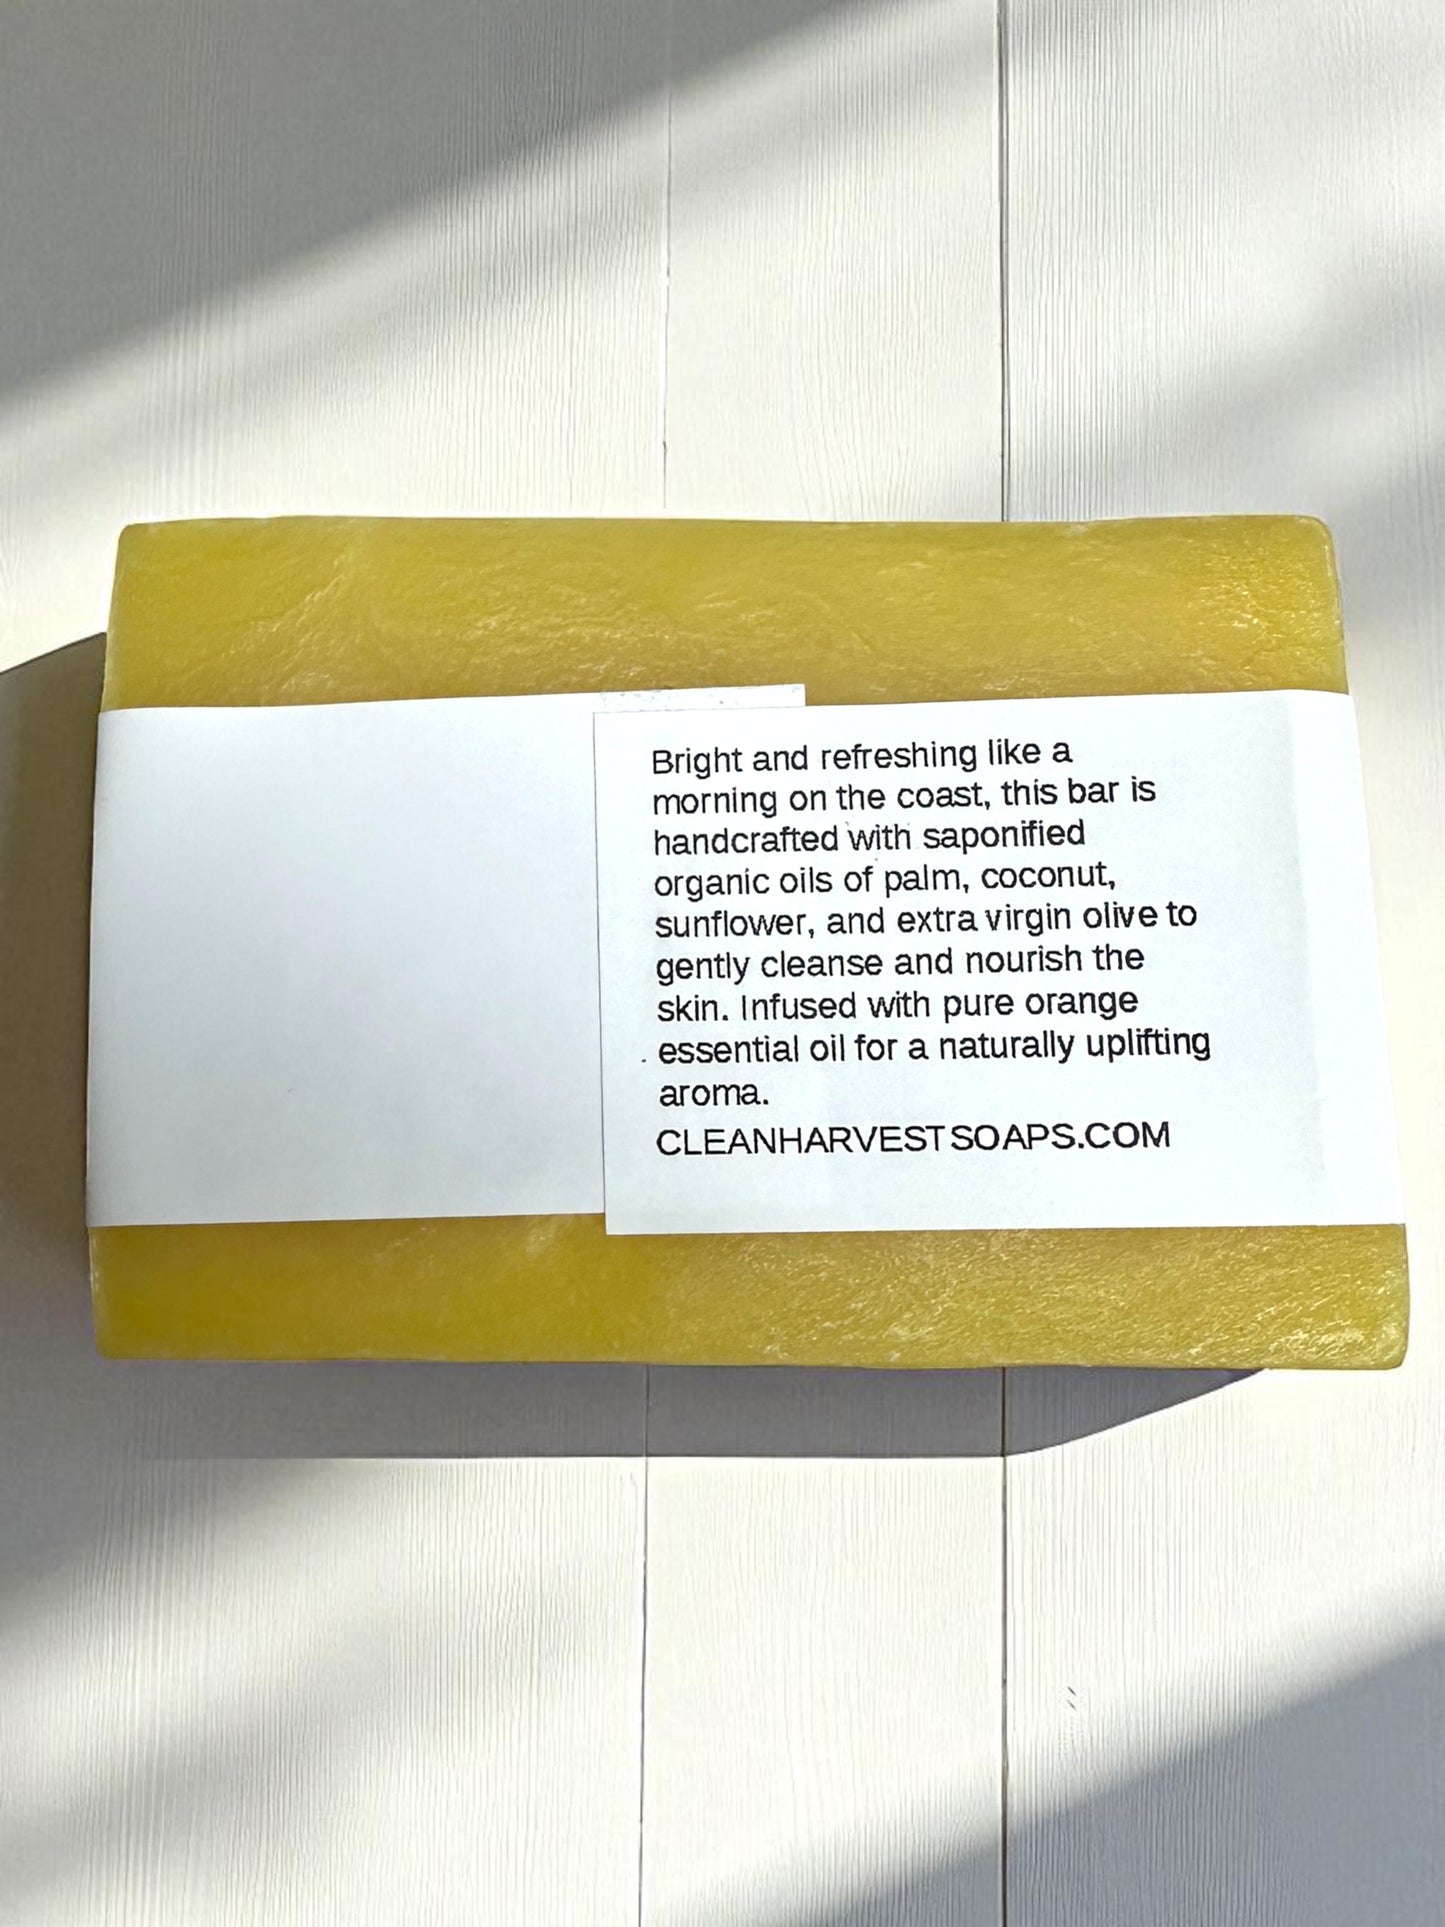 Bright and refreshing like a
morning on the coast, this bar is
handcrafted with saponified
organic oils of palm, coconut,
sunflower, and extra virgin olive to
gently cleanse and nourish the
skin. Infused with pure orange
essential oil for a naturally uplifting
aroma.
CLEANHARVESTSOAPS.COM